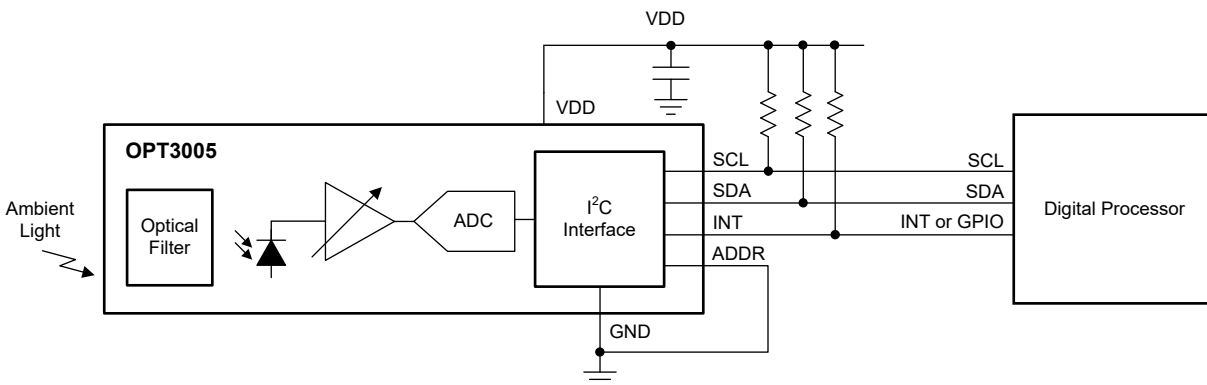 VDD
VDD
OPT3005
Ambient
Light
Optical
Filter
ADC
I²C
Interface
SCL
SDA
INT
ADDR
GND
SCL
SDA
INT or GPIO
Digital Processor